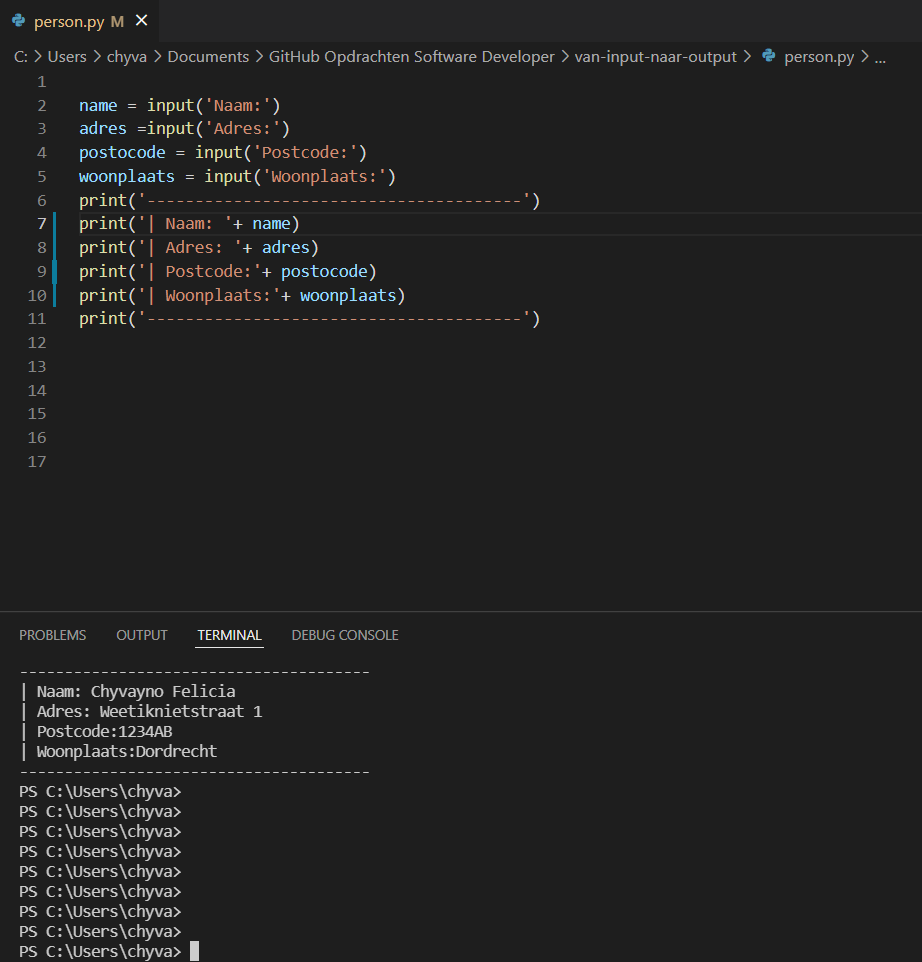 person.py M ×
C: > Users > chyva > Documents > GitHub Opdrachten Software Developer > van-input-naar-output > person.py > ...
1
2 name = input('Naam:')
3 adres =input('Adres:')
4 postocode = input('Postcode:')
5 woonplaats = input('Woonplaats:')
6 print('---------------------------------------')
7 print('| Naam: '+ name)
8 print('| Adres: '+ adres)
9 print('| Postcode:'+ postocode)
10 print('| Woonplaats:'+ woonplaats)
11 print('---------------------------------------')
12
13
14
15
16
17
PROBLEMS OUTPUT TERMINAL DEBUG CONSOLE
---------------------------------------
| Naam: Chyvayno Felicia
| Adres: Weetiknietstraat 1
| Postcode:1234AB
| Woonplaats:Dordrecht
---------------------------------------
PS C:\Users\chyva>
PS C:\Users\chyva>
PS C:\Users\chyva>
PS C:\Users\chyva>
PS C:\Users\chyva>
PS C:\Users\chyva>
PS C:\Users\chyva>
PS C:\Users\chyva>
PS C:\Users\chyva>